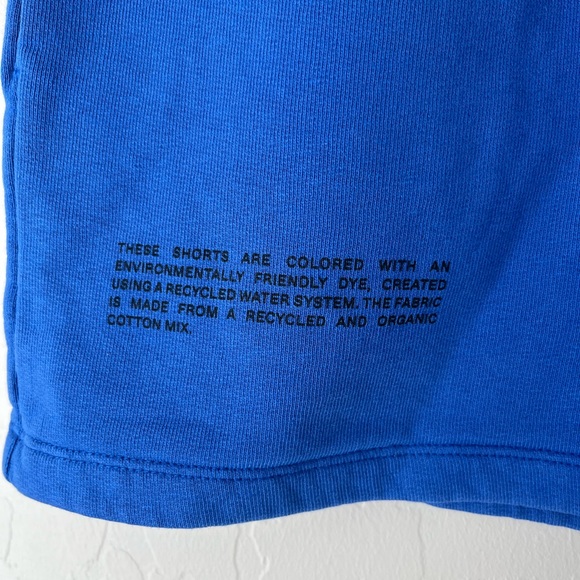 THESE SHORTS ARE COLORED WITH AN
ENVIRONMENTALLY FRIENDLY DYE, CREATED
USING A RECYCLED WATER SYSTEM. THE FABRIC
IS MADE FROM A RECYCLED AND ORGANIC
COTTON MIX.